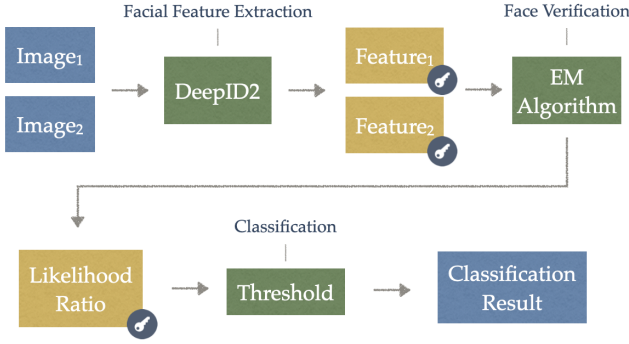 Facial Feature Extraction
Face Verification
Image₁
Image₂
DeepID2
Feature₁
Feature₂
EM
Algorithm
Classification
Likelihood
Ratio
Threshold
Classification
Result